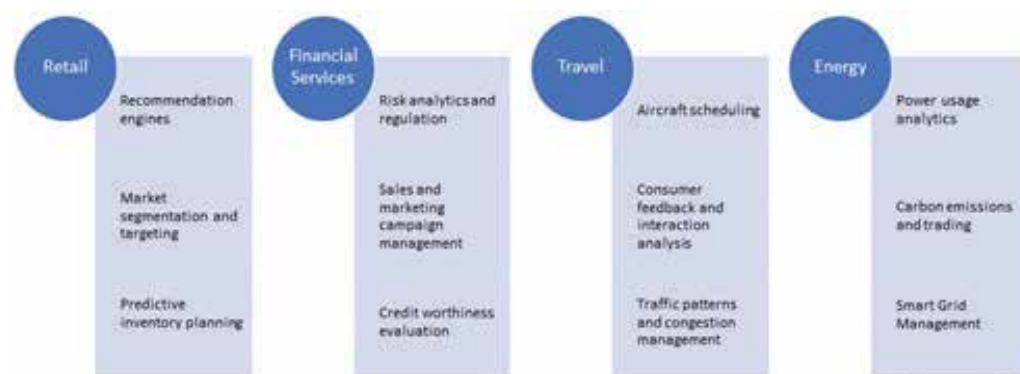 Retail
Recommendation
engines
Market
segmentation and
targeting
Predictive
inventory planning
Financial
Services
Risk analytics and
regulation
Sales and
marketing
campaign
management
Credit worthiness
evaluation
Travel
Aircraft scheduling
Consumer
feedback and
interaction
analysis
Traffic patterns
and congestion
management
Energy
Power usage
analytics
Carbon emissions
and trading
Smart Grid
Management